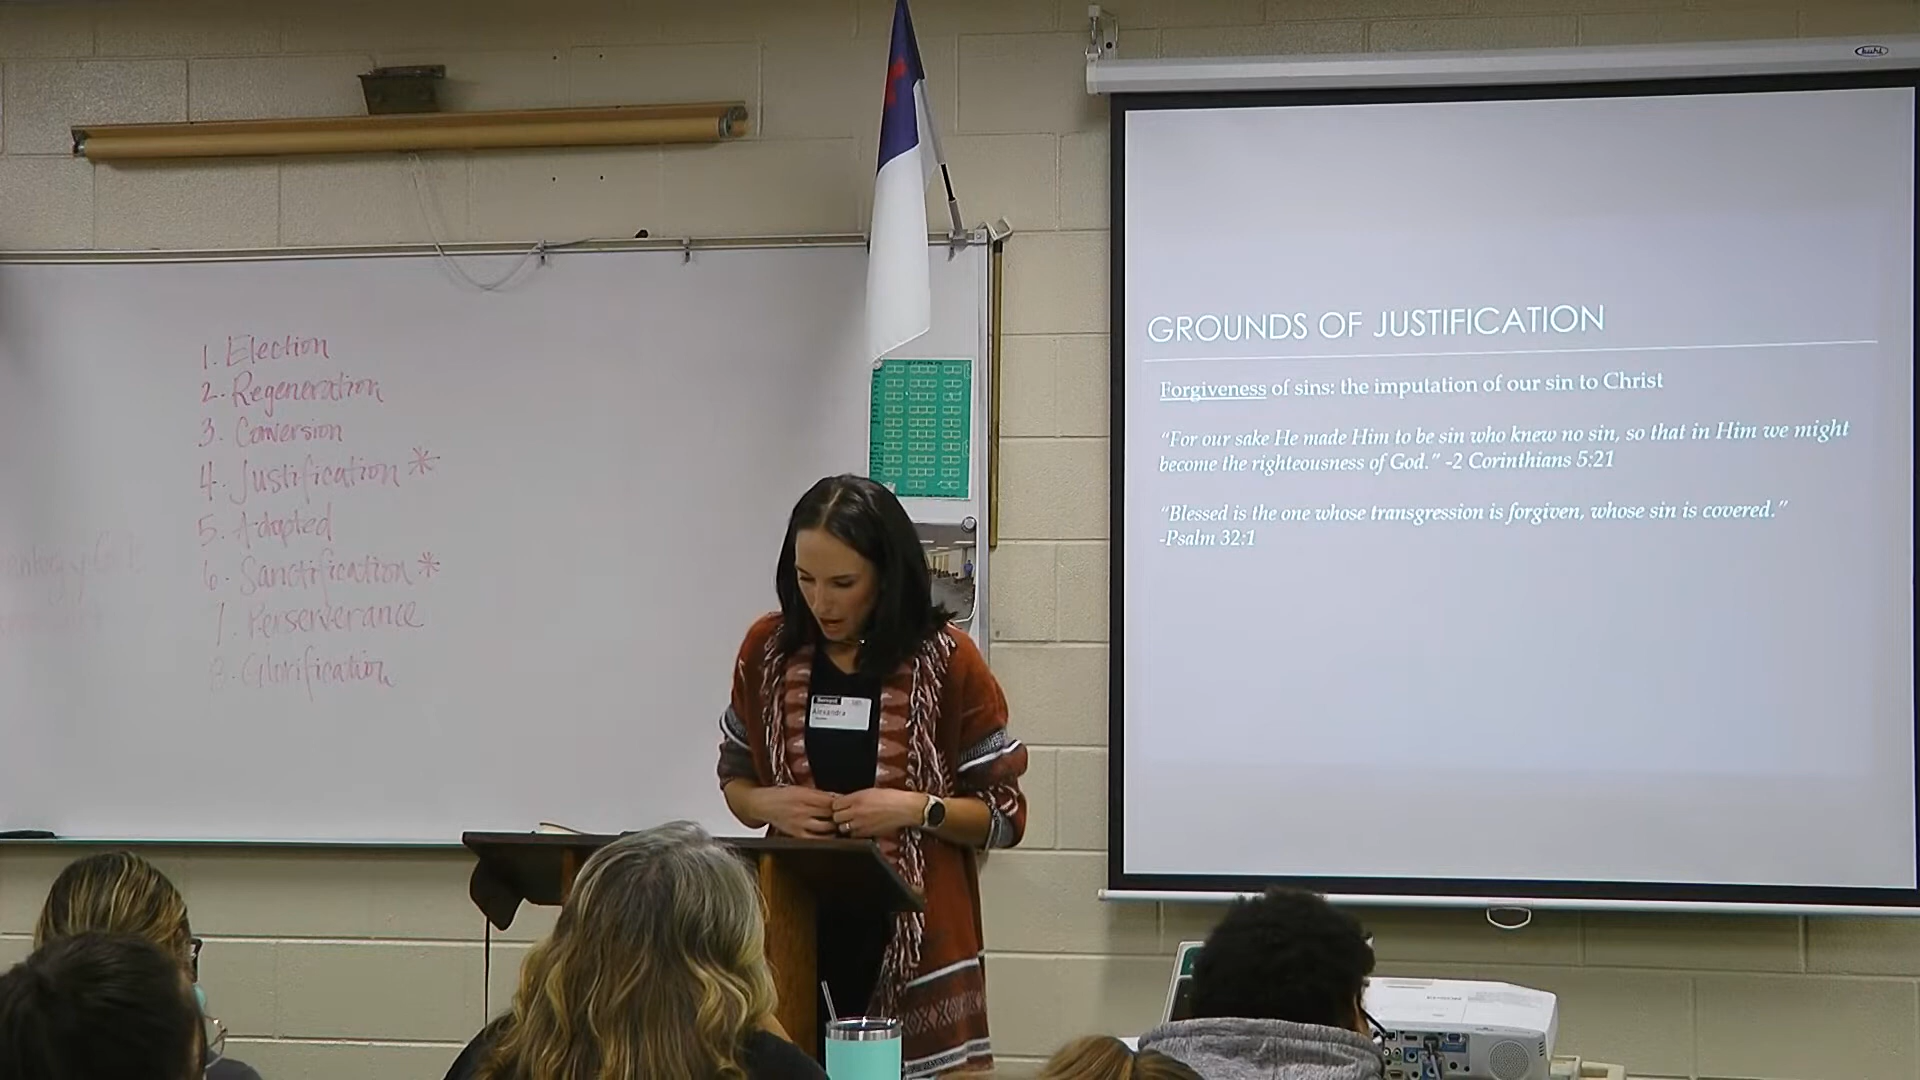 1. Election
2. Regeneration
3. Conversion
4. Justification *
5. Adopted
6. Sanctification *
7. Perserverance
8. Glorification
Alexandra
GROUNDS OF JUSTIFICATION
Forgiveness of sins: the imputation of our sin to Christ
“For our sake He made Him to be sin who knew no sin, so that in Him we might
become the righteousness of God.” -2 Corinthians 5:21
“Blessed is the one whose transgression is forgiven, whose sin is covered.”
-Psalm 32:1
EPSON